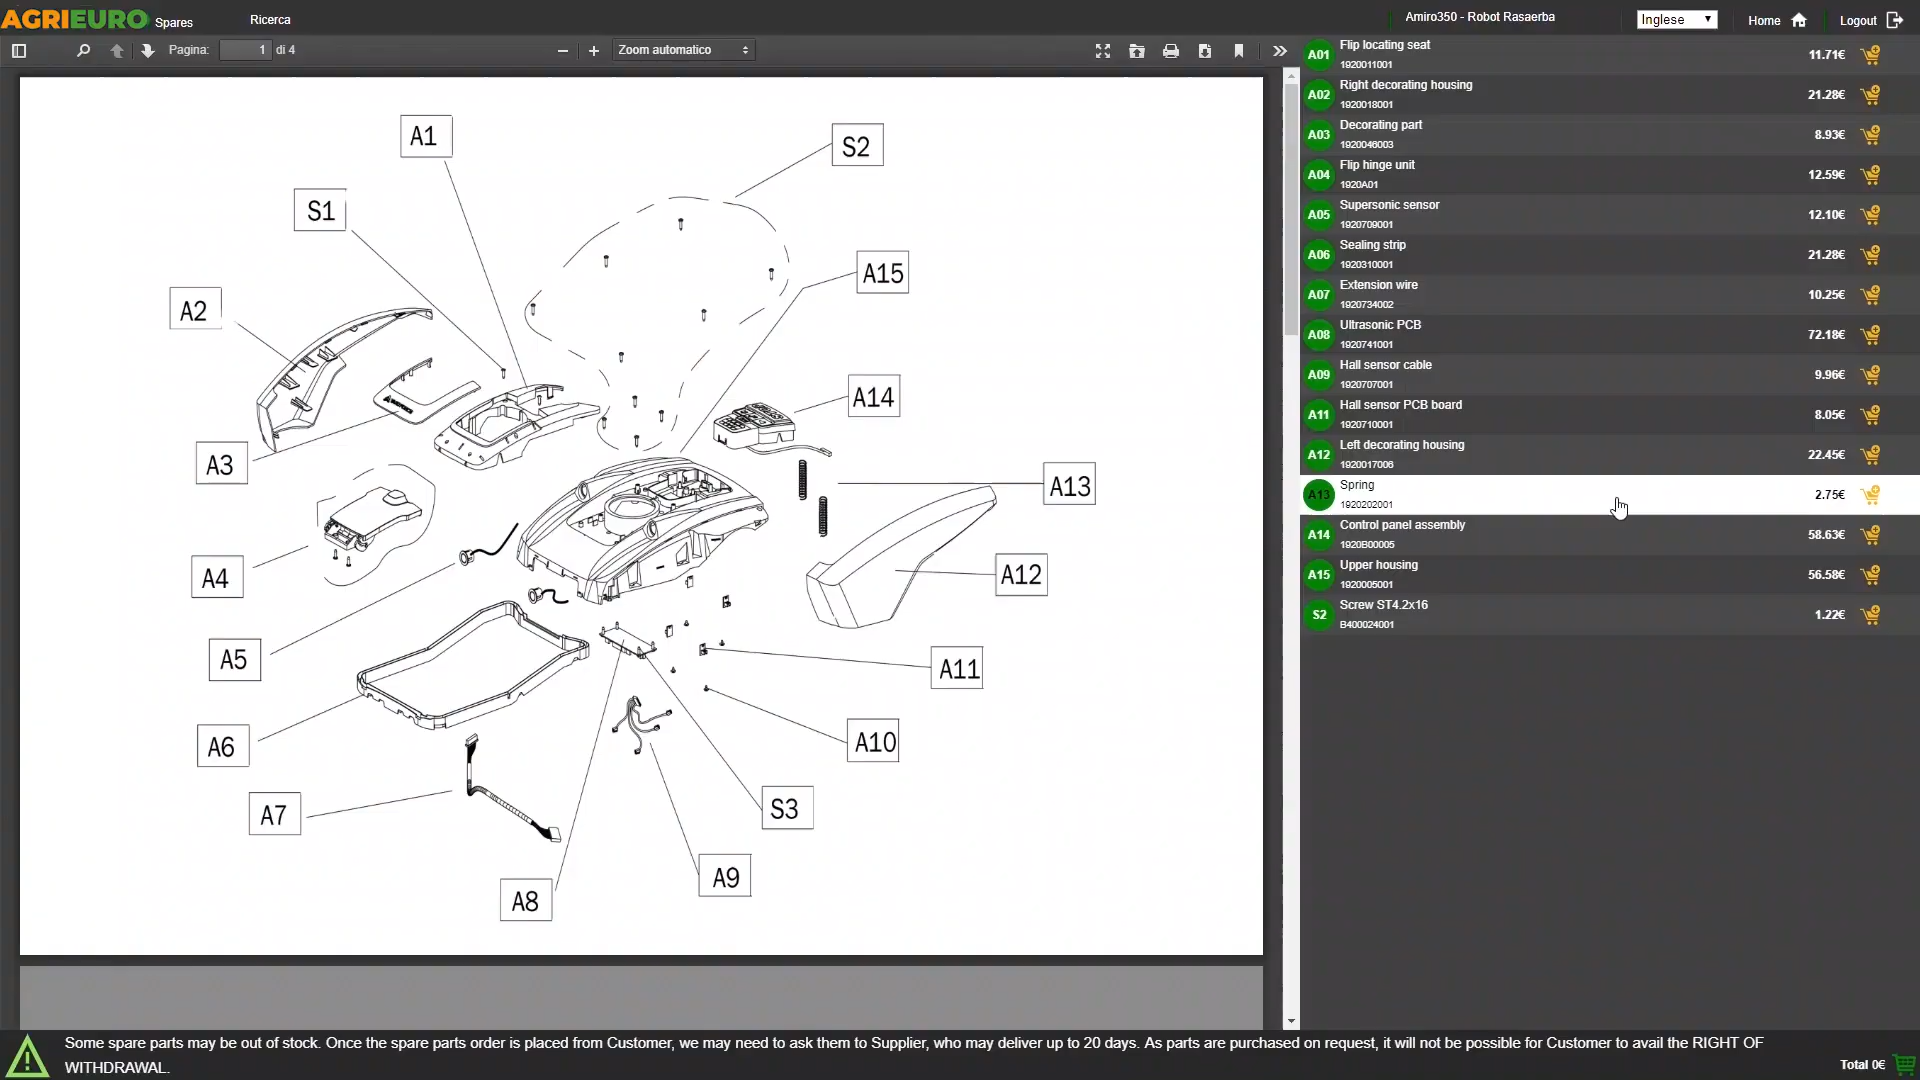 AGRIEURO Spares
Ricerca
Amiro350 - Robot Rasaerba
Inglese
Home
Logout
Pagina: 1 di 4
Zoom automatico
A1
S2
S1
A15
A2
A14
A3
A13
A4
A12
A5
A11
A6
A10
A7
S3
A9
A8
A01 Flip locating seat 11.71€
1920011001
A02 Right decorating housing 21.28€
1920018001
A03 Decorating part 8.93€
1920046003
A04 Flip hinge unit 12.59€
1920A01
A05 Supersonic sensor 12.10€
1920709001
A06 Sealing strip 21.28€
1920310001
A07 Extension wire 10.25€
1920734002
A08 Ultrasonic PCB 72.18€
1920741001
A09 Hall sensor cable 9.96€
1920707001
A11 Hall sensor PCB board 8.05€
1920710001
A12 Left decorating housing 22.45€
1920017006
A13 Spring 2.75€
1920202001
A14 Control panel assembly 58.63€
1920B00005
A15 Upper housing 56.58€
1920005001
S2 Screw ST4.2x16 1.22€
B400024001
Some spare parts may be out of stock. Once the spare parts order is placed from Customer, we may need to ask them to Supplier, who may deliver up to 20 days. As parts are purchased on request, it will not be possible for Customer to avail the RIGHT OF
WITHDRAWAL.
Total 0€